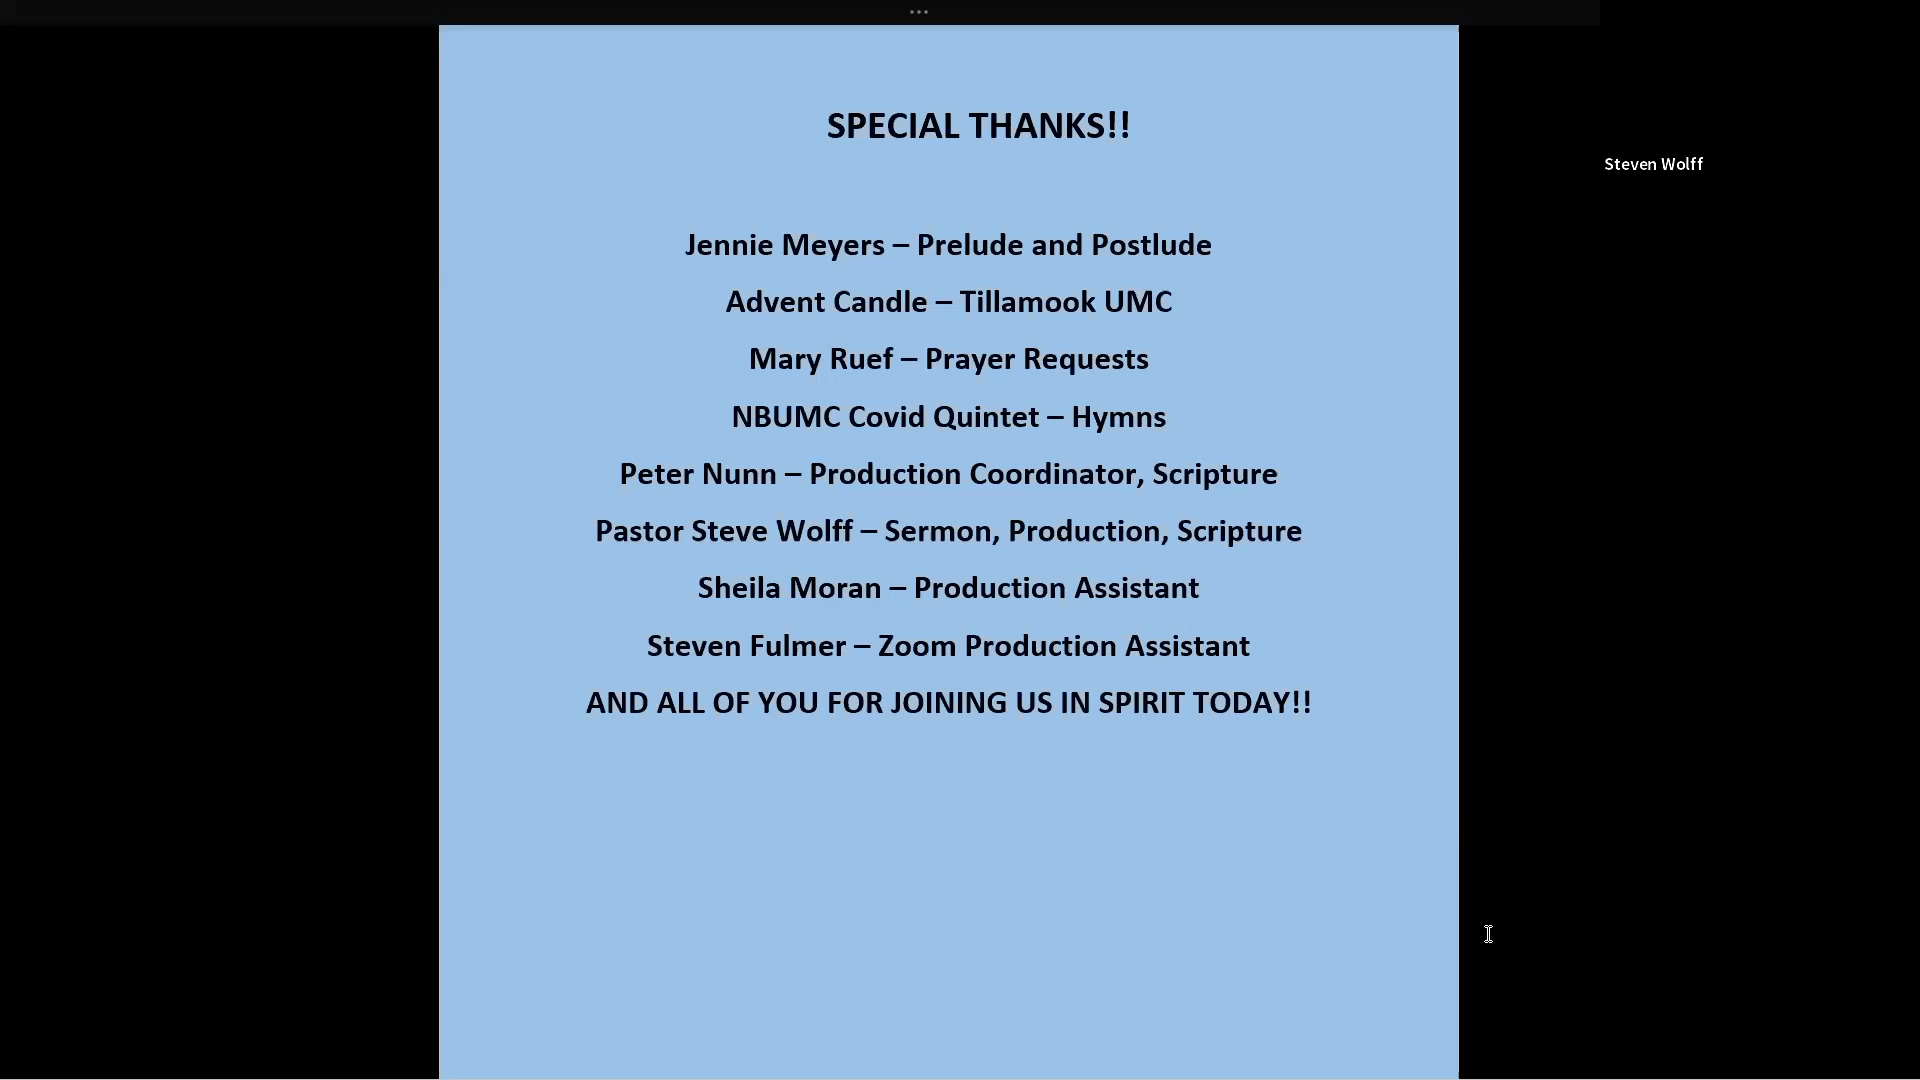 SPECIAL THANKS!!
Steven Wolff
Jennie Meyers – Prelude and Postlude
Advent Candle – Tillamook UMC
Mary Ruef – Prayer Requests
NBUMC Covid Quintet – Hymns
Peter Nunn – Production Coordinator, Scripture
Pastor Steve Wolff – Sermon, Production, Scripture
Sheila Moran – Production Assistant
Steven Fulmer – Zoom Production Assistant
AND ALL OF YOU FOR JOINING US IN SPIRIT TODAY!!